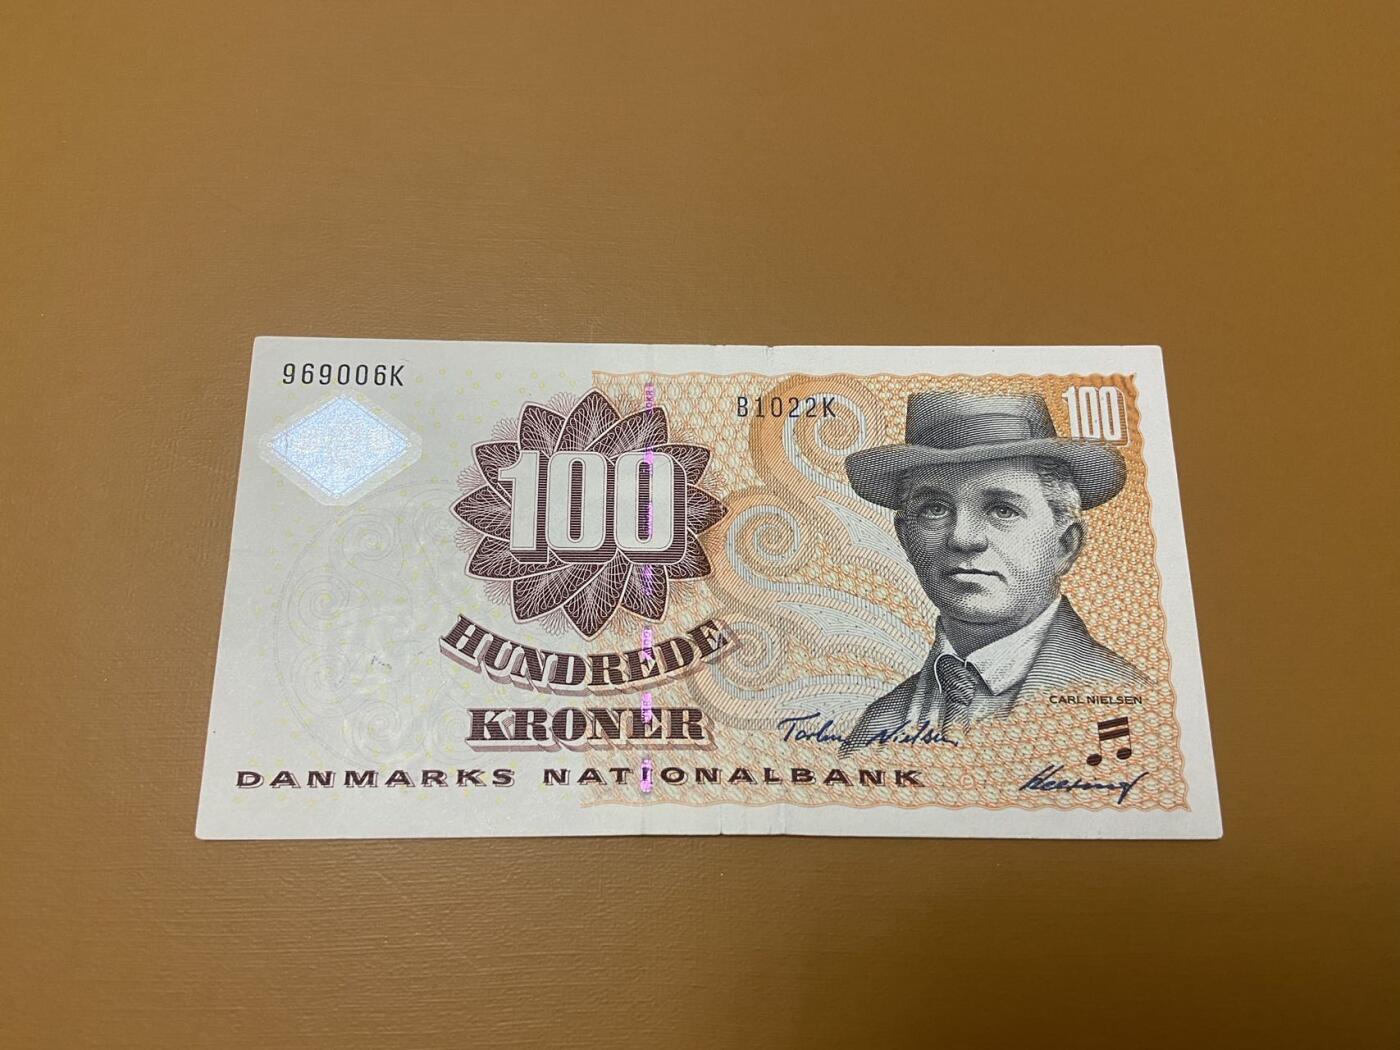 969006K
B1022K
100
100
HUNDREDE
KRONER
CARL NIELSEN
DANMARKS NATIONALBANK